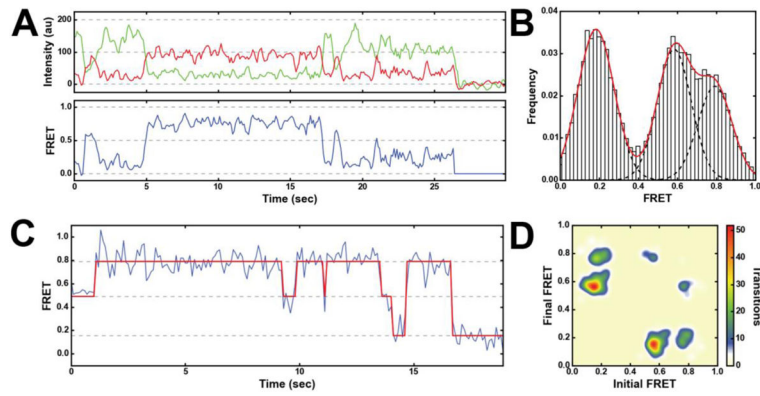 A
Intensity (au)
200
100
0
FRET
1.0
0.5
0.0
0 5 10 15 20 25
Time (sec)
B
Frequency
0.04
0.03
0.02
0.01
0.00
0.0 0.2 0.4 0.6 0.8 1.0
FRET
C
FRET
1.0
0.8
0.6
0.4
0.2
0.0
0 5 10 15
Time (sec)
D
Final FRET
0.8
0.6
0.4
0.2
0.0
0.0 0.2 0.4 0.6 0.8 1.0
Initial FRET
50
40
30
20
10
0
Transitions